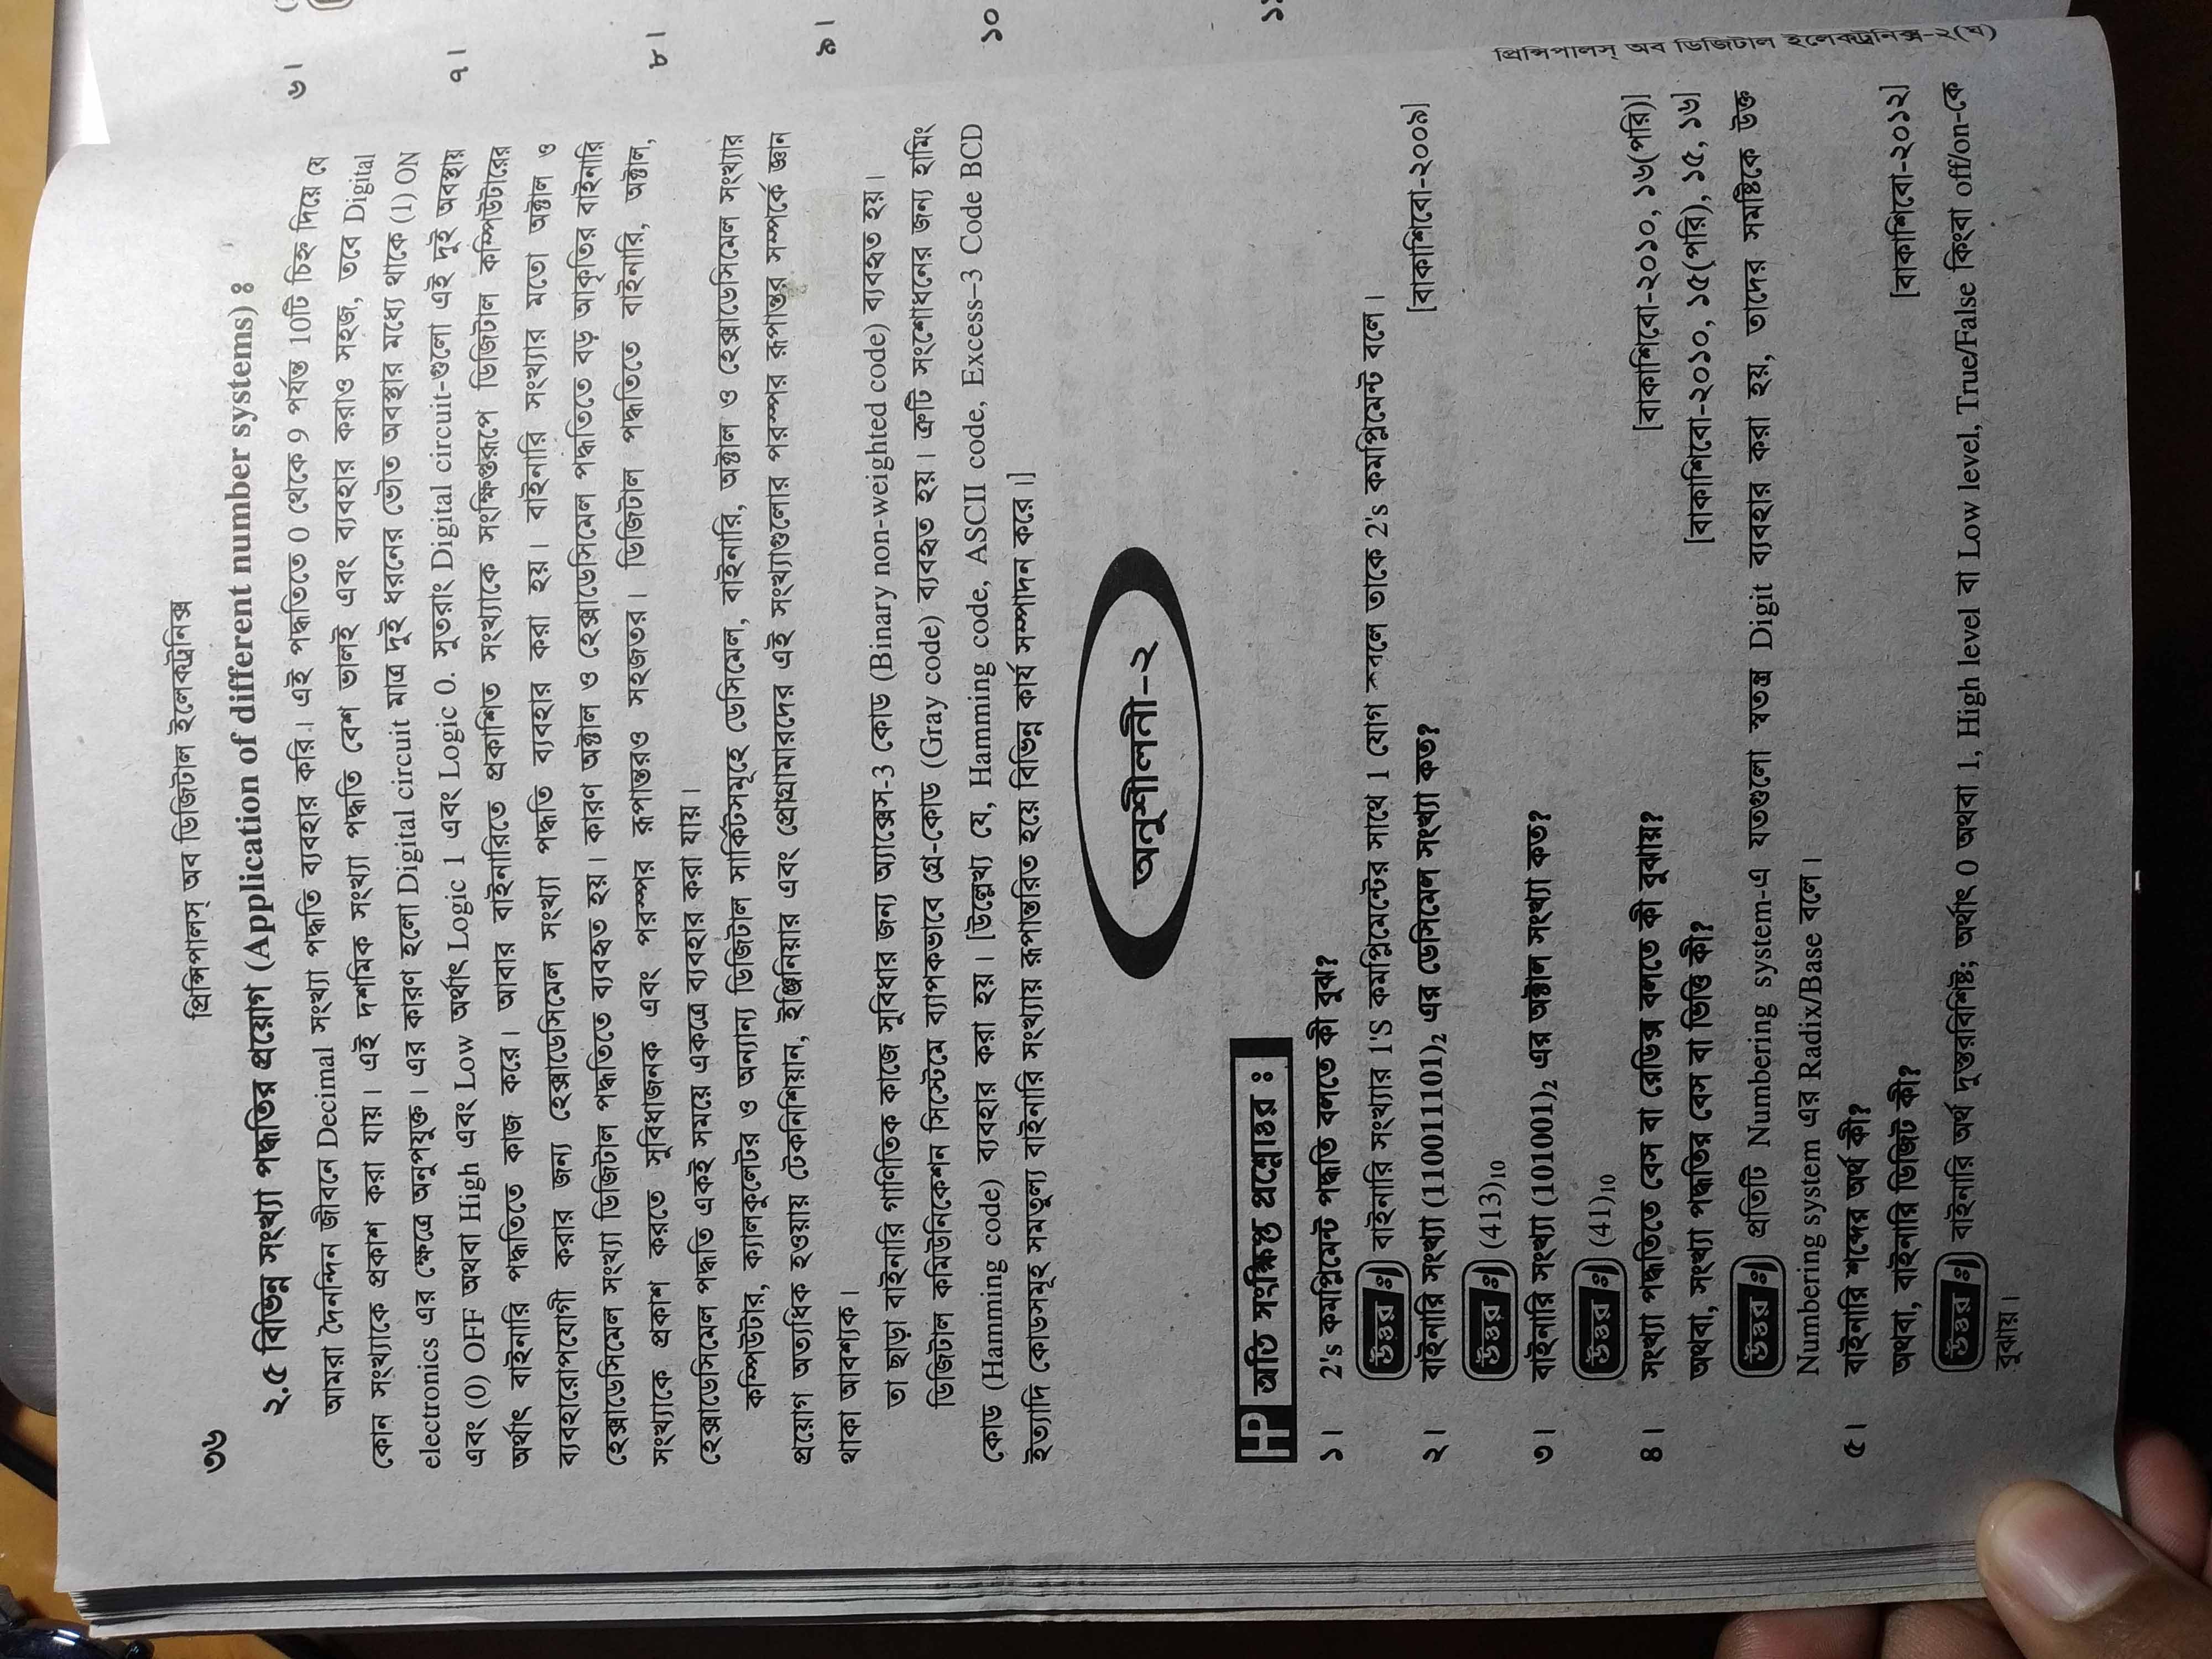 ৩৬
প্রিন্সিপালস্ অব ডিজিটাল ইলেকট্রনিক্স
২.৫ বিভিন্ন সংখ্যা পদ্ধতির প্রয়োগ (Application of different number systems) ঃ
আমরা দৈনন্দিন জীবনে Decimal সংখ্যা পদ্ধতি ব্যবহার করি। এই পদ্ধতিতে 0 থেকে 9 পর্যন্ত 10টি চিহ্ন দিয়ে যে
কোন সংখ্যাকে প্রকাশ করা যায়। এই দশমিক সংখ্যা পদ্ধতি বেশ ভালই এবং ব্যবহার করাও সহজ, তবে Digital
electronics এর ক্ষেত্রে অনুপযুক্ত। এর কারণ হলো Digital circuit মাত্র দুই ধরনের ভৌত অবস্থার মধ্যে থাকে (1) ON
এবং (0) OFF অথবা High এবং Low অর্থাৎ Logic 1 এবং Logic 0. সুতরাং Digital circuit-গুলো এই দুই অবস্থায়
অর্থাৎ বাইনারি পদ্ধতিতে কাজ করে। আবার বাইনারিতে প্রকাশিত সংখ্যাকে সংক্ষিপ্তরূপে ডিজিটাল কম্পিউটারের
ব্যবহারোপযোগী করার জন্য হেক্সাডেসিমেল সংখ্যা পদ্ধতি ব্যবহার করা হয়। বাইনারি সংখ্যার মতো অক্টাল ও
হেক্সাডেসিমেল সংখ্যা ডিজিটাল পদ্ধতিতে ব্যবহৃত হয়। কারণ অক্টাল ও হেক্সাডেসিমেল পদ্ধতিতে বড় আকৃতির বাইনারি
সংখ্যাকে প্রকাশ করতে সুবিধাজনক এবং পরস্পর রূপান্তরও সহজতর। ডিজিটাল পদ্ধতিতে বাইনারি, অক্টাল,
হেক্সাডেসিমেল পদ্ধতি একই সময়ে একত্রে ব্যবহার করা যায়।
কম্পিউটার, ক্যালকুলেটর ও অন্যান্য ডিজিটাল সার্কিটসমূহে ডেসিমেল, বাইনারি, অক্টাল ও হেক্সাডেসিমেল সংখ্যার
প্রয়োগ অত্যধিক হওয়ায় টেকনিশিয়ান, ইঞ্জিনিয়ার এবং প্রোগ্রামারদের এই সংখ্যাগুলোর পরস্পর রূপান্তর সম্পর্কে জ্ঞান
থাকা আবশ্যক।
তা ছাড়া বাইনারি গাণিতিক কাজে সুবিধার জন্য অ্যাক্সেস-3 কোড (Binary non-weighted code) ব্যবহৃত হয়।
ডিজিটাল কমিউনিকেশন সিস্টেমে ব্যাপকভাবে গ্রে-কোড (Gray code) ব্যবহৃত হয়। ত্রুটি সংশোধনের জন্য হামিং
কোড (Hamming code) ব্যবহার করা হয়। [উল্লেখ্য যে, Hamming code, ASCII code, Excess–3 Code BCD
ইত্যাদি কোডসমূহ সমতুল্য বাইনারি সংখ্যায় রূপান্তরিত হয়ে বিভিন্ন কার্য সম্পাদন করে।]
অনুশীলনী-২
HP অতি সংক্ষিপ্ত প্রশ্নোত্তর ঃ
১। 2's কমপ্লিমেন্ট পদ্ধতি বলতে কী বুঝ?
উত্তর ঃ বাইনারি সংখ্যার 1'S কমপ্লিমেন্টের সাথে 1 যোগ করলে তাকে 2's কমপ্লিমেন্ট বলে।
২। বাইনারি সংখ্যা (110011101)₂ এর ডেসিমেল সংখ্যা কত? [বাকাশিবো-২০০৯]
উত্তর ঃ (413)₁₀
৩। বাইনারি সংখ্যা (101001)₂ এর অক্টাল সংখ্যা কত?
উত্তর ঃ (41)₁₀
৪। সংখ্যা পদ্ধতিতে বেস বা রেডিক্স বলতে কী বুঝায়? [বাকাশিবো-২০১০, ১৬(পরি)]
অথবা, সংখ্যা পদ্ধতির বেস বা ভিত্তি কী? [বাকাশিবো-২০১০, ১৫(পরি), ১৫, ১৬]
উত্তর ঃ প্রতিটি Numbering system-এ যতগুলো স্বতন্ত্র Digit ব্যবহার করা হয়, তাদের সমষ্টিকে উক্ত
Numbering system এর Radix/Base বলে।
৫। বাইনারি শব্দের অর্থ কী?
অথবা, বাইনারি ডিজিট কী? [বাকাশিবো-২০১২]
উত্তর ঃ বাইনারি অর্থ দুস্তরবিশিষ্ট; অর্থাৎ 0 অথবা 1, High level বা Low level, True/False কিংবা off/on-কে
বুঝায়।
প্রিন্সিপালস্ অব ডিজিটাল ইলেকট্রনিক্স-২(খ)
৬।
৭।
৮।
৯।
১০